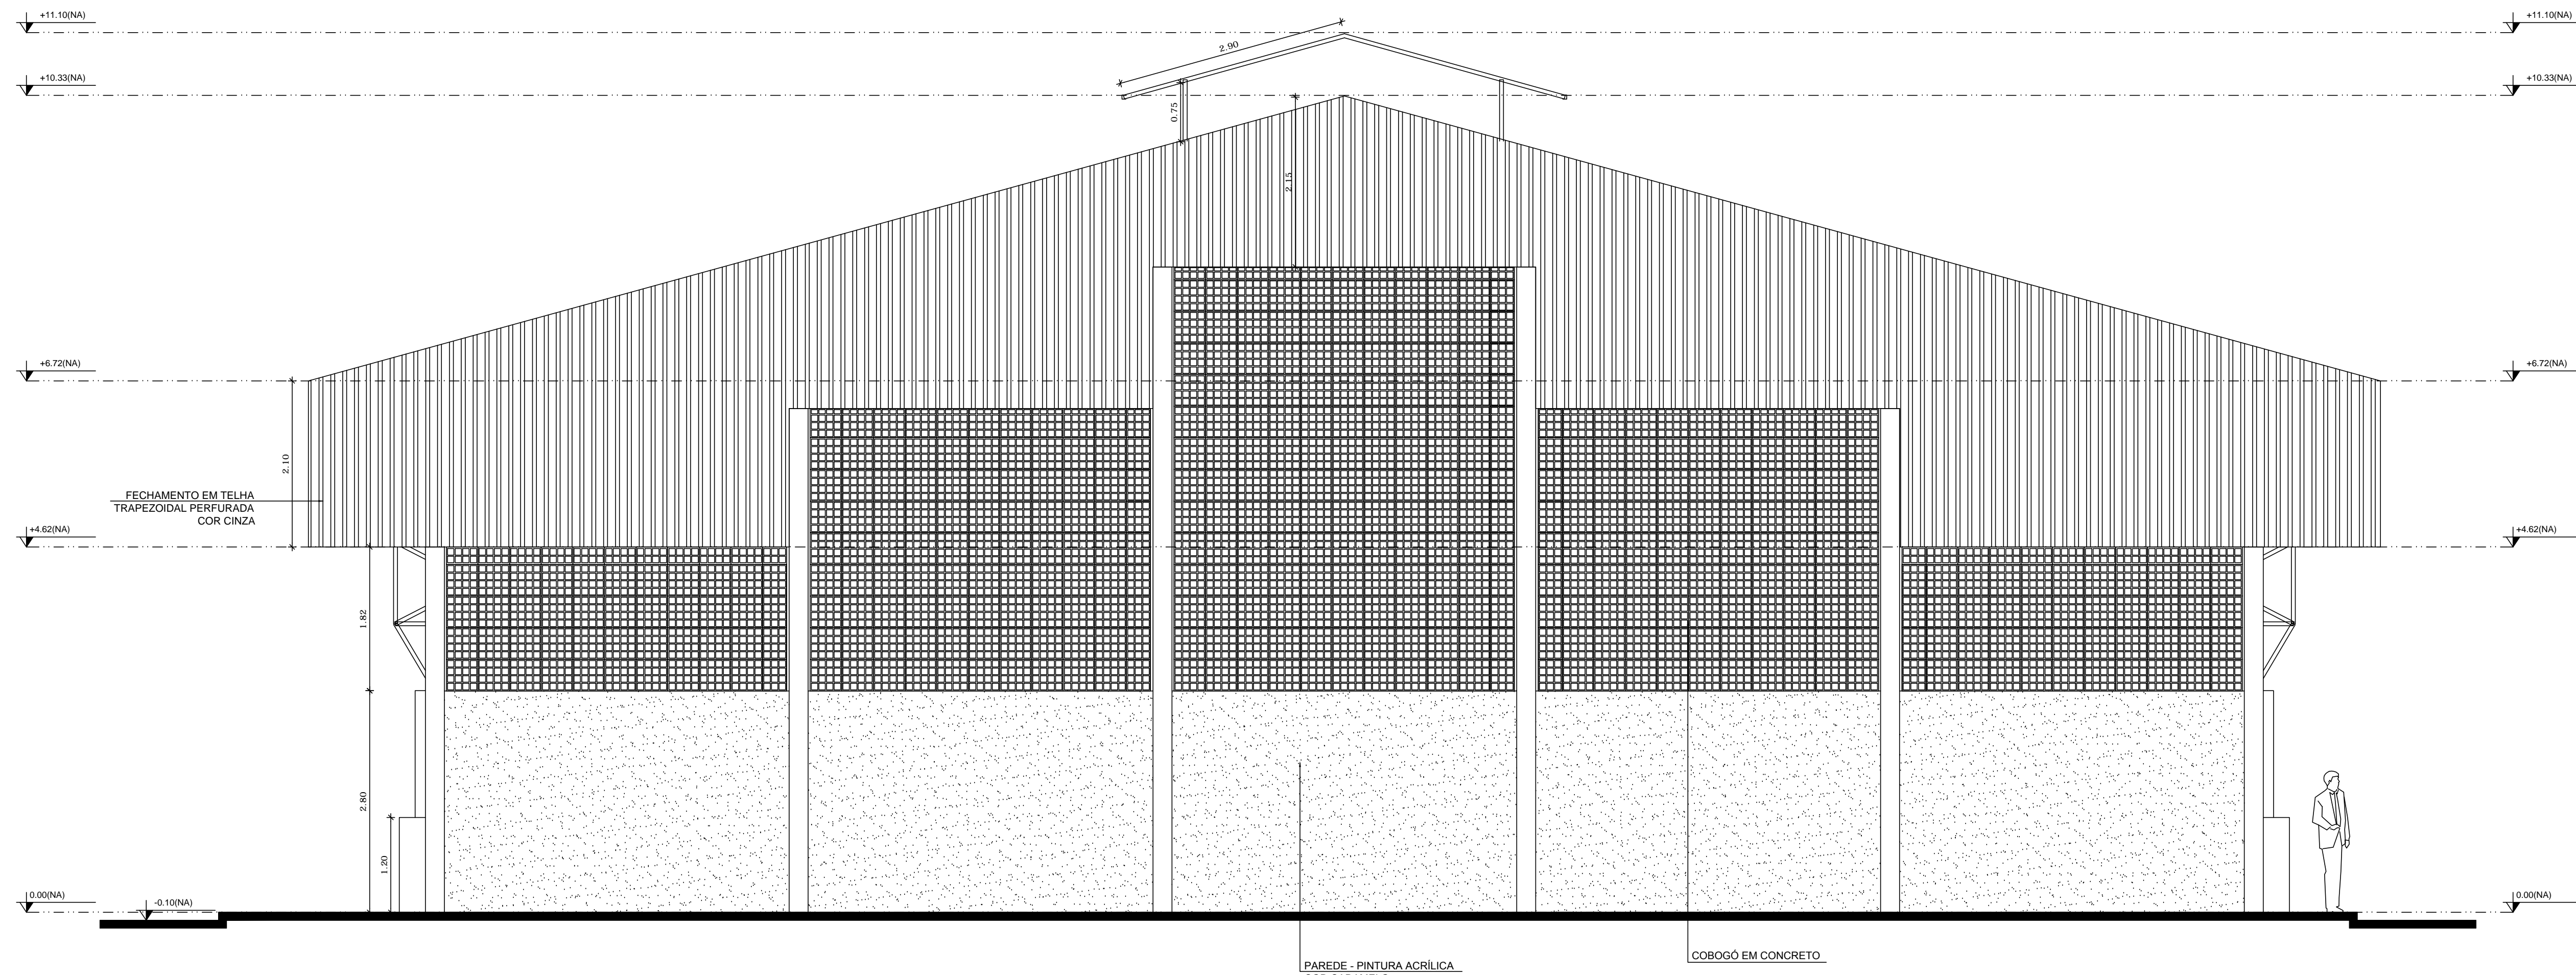 +11.10(NA)
+11.10(NA)
2.90
+10.33(NA)
+10.33(NA)
0.75
2.15
+6.72(NA)
+6.72(NA)
2.10
FECHAMENTO EM TELHA
TRAPEZOIDAL PERFURADA
COR CINZA
+4.62(NA)
+4.62(NA)
1.82
2.80
1.20
0.00(NA)
-0.10(NA)
0.00(NA)
COBOGÓ EM CONCRETO
PAREDE - PINTURA ACRÍLICA